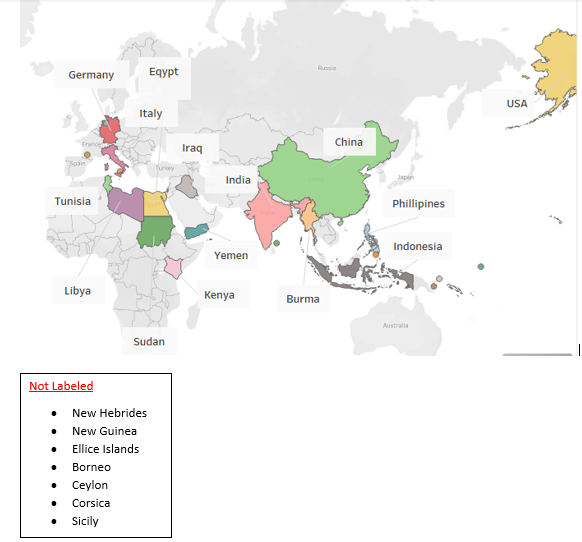 Russia
Germany
Eqypt
USA
Italy
France
China
Iraq
Spain
Turkey
Japan
India
Tunisia
Phillipines
Indonesia
Yemen
Libya
Kenya
Burma
Australia
Sudan
Not Labeled
• New Hebrides
• New Guinea
• Ellice Islands
• Borneo
• Ceylon
• Corsica
• Sicily